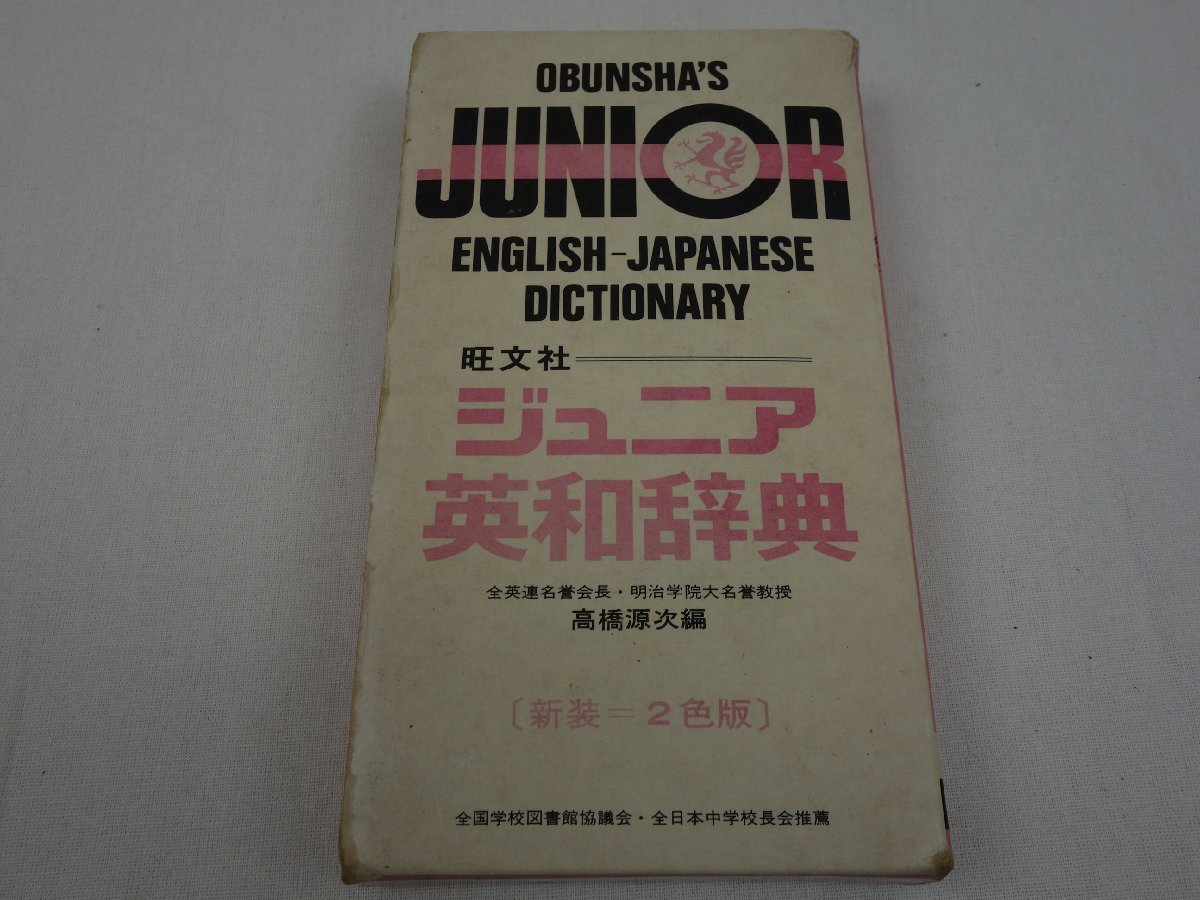 OBUNSHA'S
JUNIOR
ENGLISH-JAPANESE
DICTIONARY
旺文社
ジュニア
英和辞典
全英連名誉会長・明治学院大名誉教授
高橋源次編
〔新装=2色版〕
全国学校図書館協議会・全日本中学校長会推薦